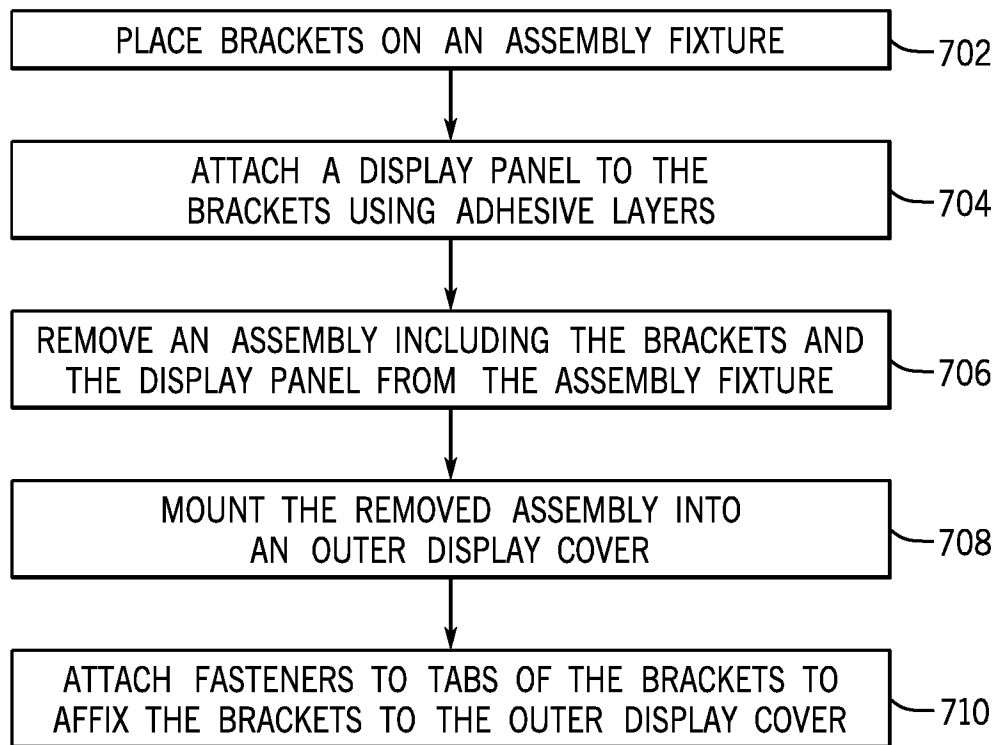 PLACE BRACKETS ON AN ASSEMBLY FIXTURE
702
ATTACH A DISPLAY PANEL TO THE
BRACKETS USING ADHESIVE LAYERS
704
REMOVE AN ASSEMBLY INCLUDING THE BRACKETS AND
THE DISPLAY PANEL FROM THE ASSEMBLY FIXTURE
706
MOUNT THE REMOVED ASSEMBLY INTO
AN OUTER DISPLAY COVER
708
ATTACH FASTENERS TO TABS OF THE BRACKETS TO
AFFIX THE BRACKETS TO THE OUTER DISPLAY COVER
710